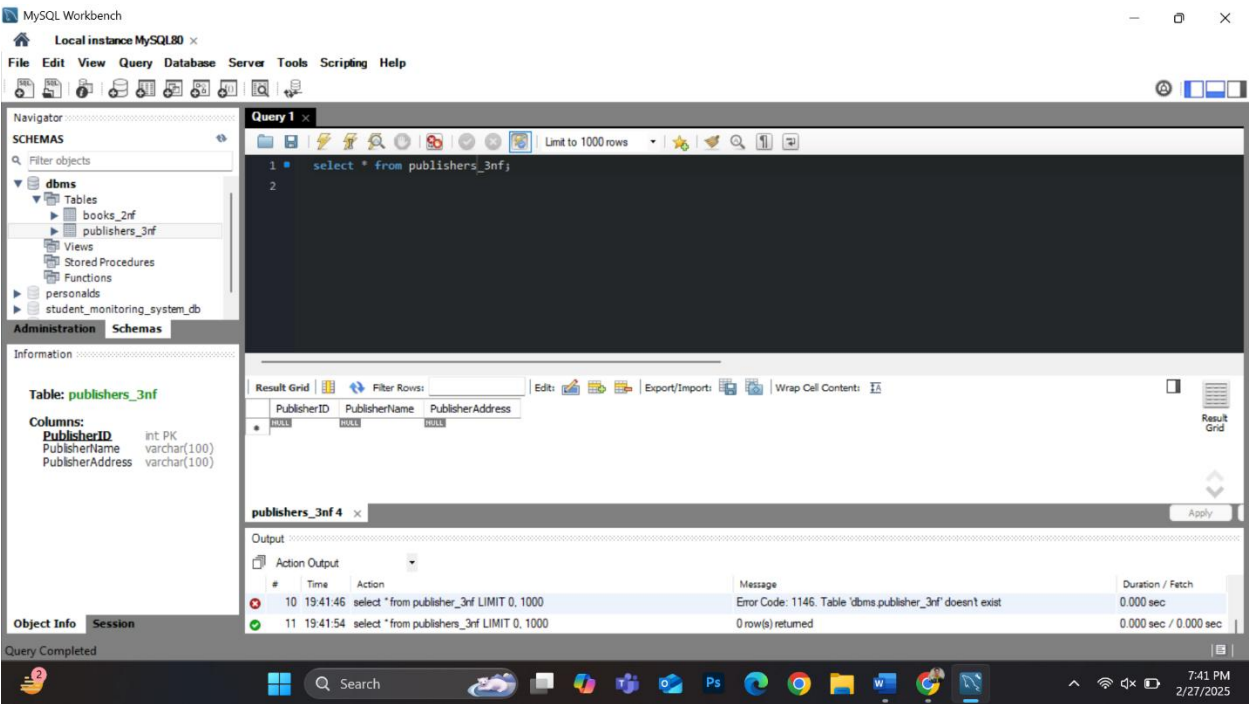 MySQL Workbench
Local instance MySQL80
File Edit View Query Database Server Tools Scripting Help
Navigator
SCHEMAS
Filter objects
dbms
Tables
books_2nf
publishers_3nf
Views
Stored Procedures
Functions
personalds
student_monitoring_system_db
Administration Schemas
Information
Table: publishers_3nf
Columns:
PublisherID int PK
PublisherName varchar(100)
PublisherAddress varchar(100)
Object Info Session
Query 1
Limit to 1000 rows
1 select * from publishers_3nf;
2
Result Grid Filter Rows: Edit: Export/Import: Wrap Cell Content:
PublisherID PublisherName PublisherAddress
NULL NULL NULL
Result
Grid
publishers_3nf 4
Apply
Output
Action Output
# Time Action Message Duration / Fetch
10 19:41:46 select * from publisher_3nf LIMIT 0, 1000 Error Code: 1146. Table 'dbms.publisher_3nf' doesn't exist 0.000 sec
11 19:41:54 select * from publishers_3nf LIMIT 0, 1000 0 row(s) returned 0.000 sec / 0.000 sec
Query Completed
2
Search
Ps
7:41 PM
2/27/2025